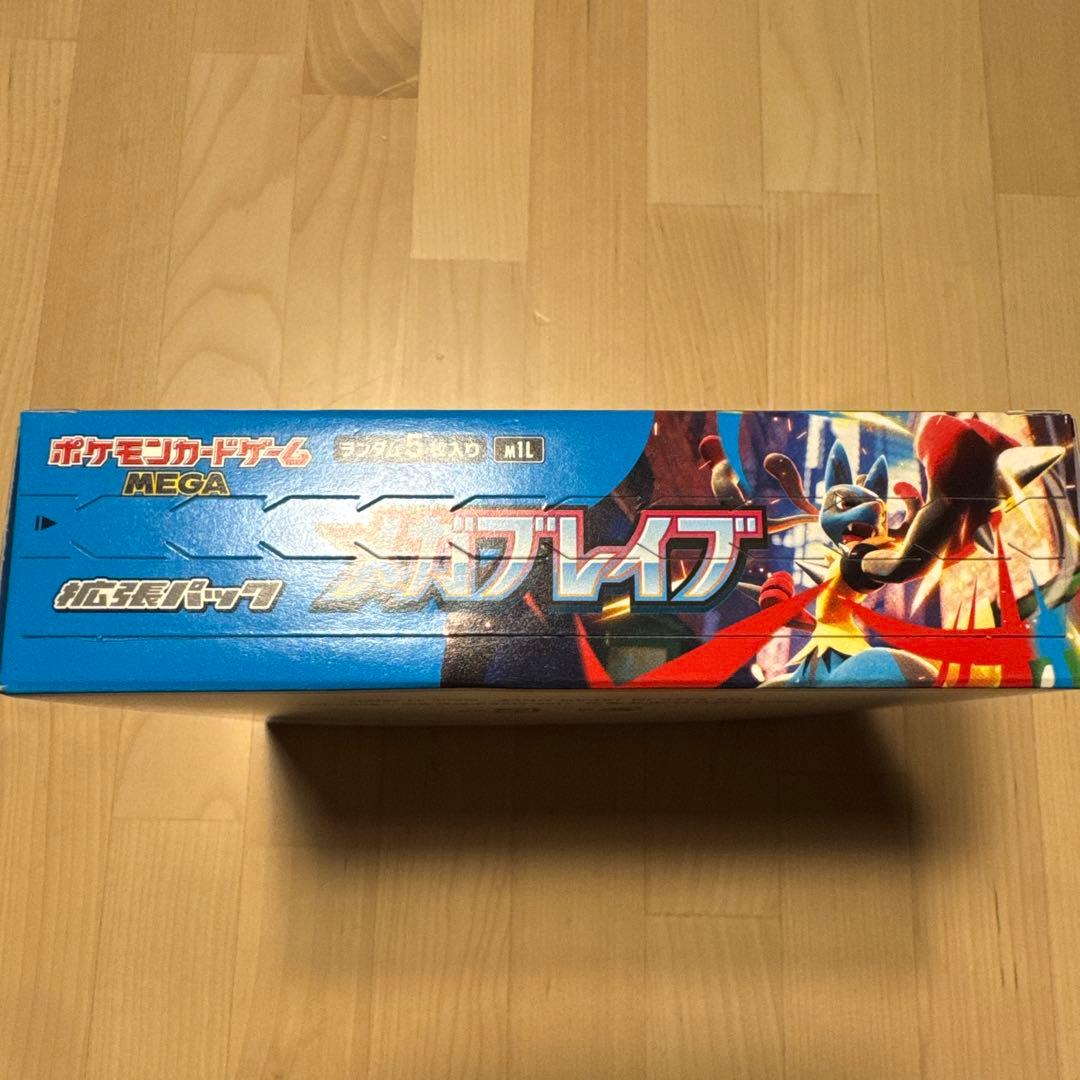 ポケモンカードゲーム
MEGA
ランダム5枚入り
M1L
メガブレイブ
拡張パック